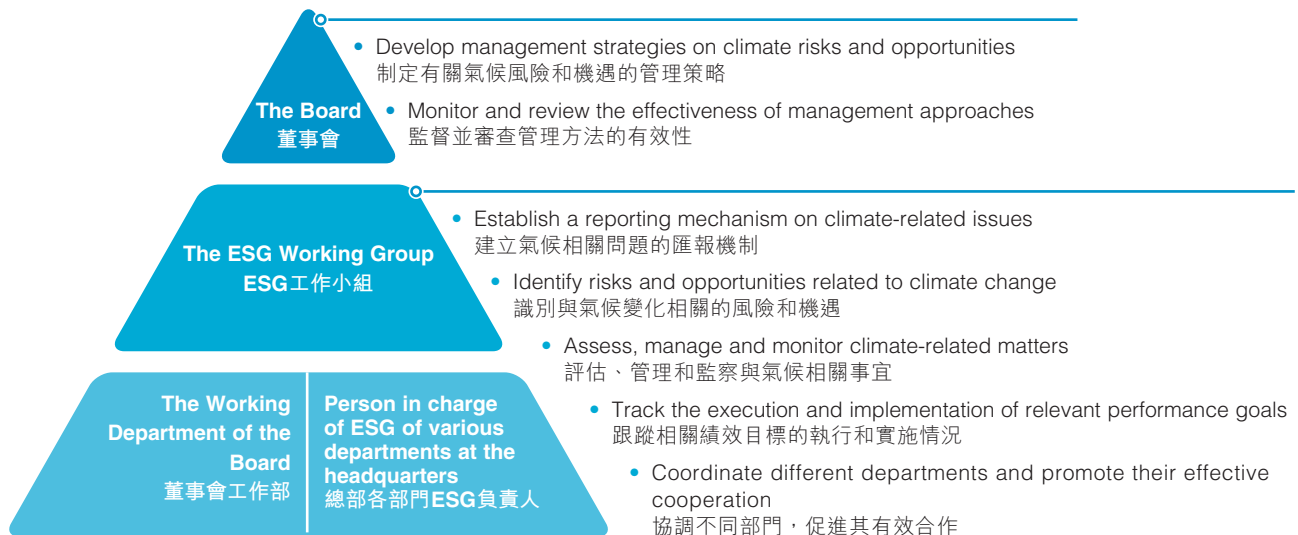 • Develop management strategies on climate risks and opportunities
制定有關氣候風險和機遇的管理策略
The Board
董事會
• Monitor and review the effectiveness of management approaches
監督並審查管理方法的有效性
The ESG Working Group
ESG工作小組
• Establish a reporting mechanism on climate-related issues
建立氣候相關問題的匯報機制
• Identify risks and opportunities related to climate change
識別與氣候變化相關的風險和機遇
• Assess, manage and monitor climate-related matters
評估、管理和監察與氣候相關事宜
The Working
Department of the
Board
董事會工作部
Person in charge
of ESG of various
departments at the
headquarters
總部各部門ESG負責人
• Track the execution and implementation of relevant performance goals
跟蹤相關績效目標的執行和實施情況
• Coordinate different departments and promote their effective
cooperation
協調不同部門，促進其有效合作